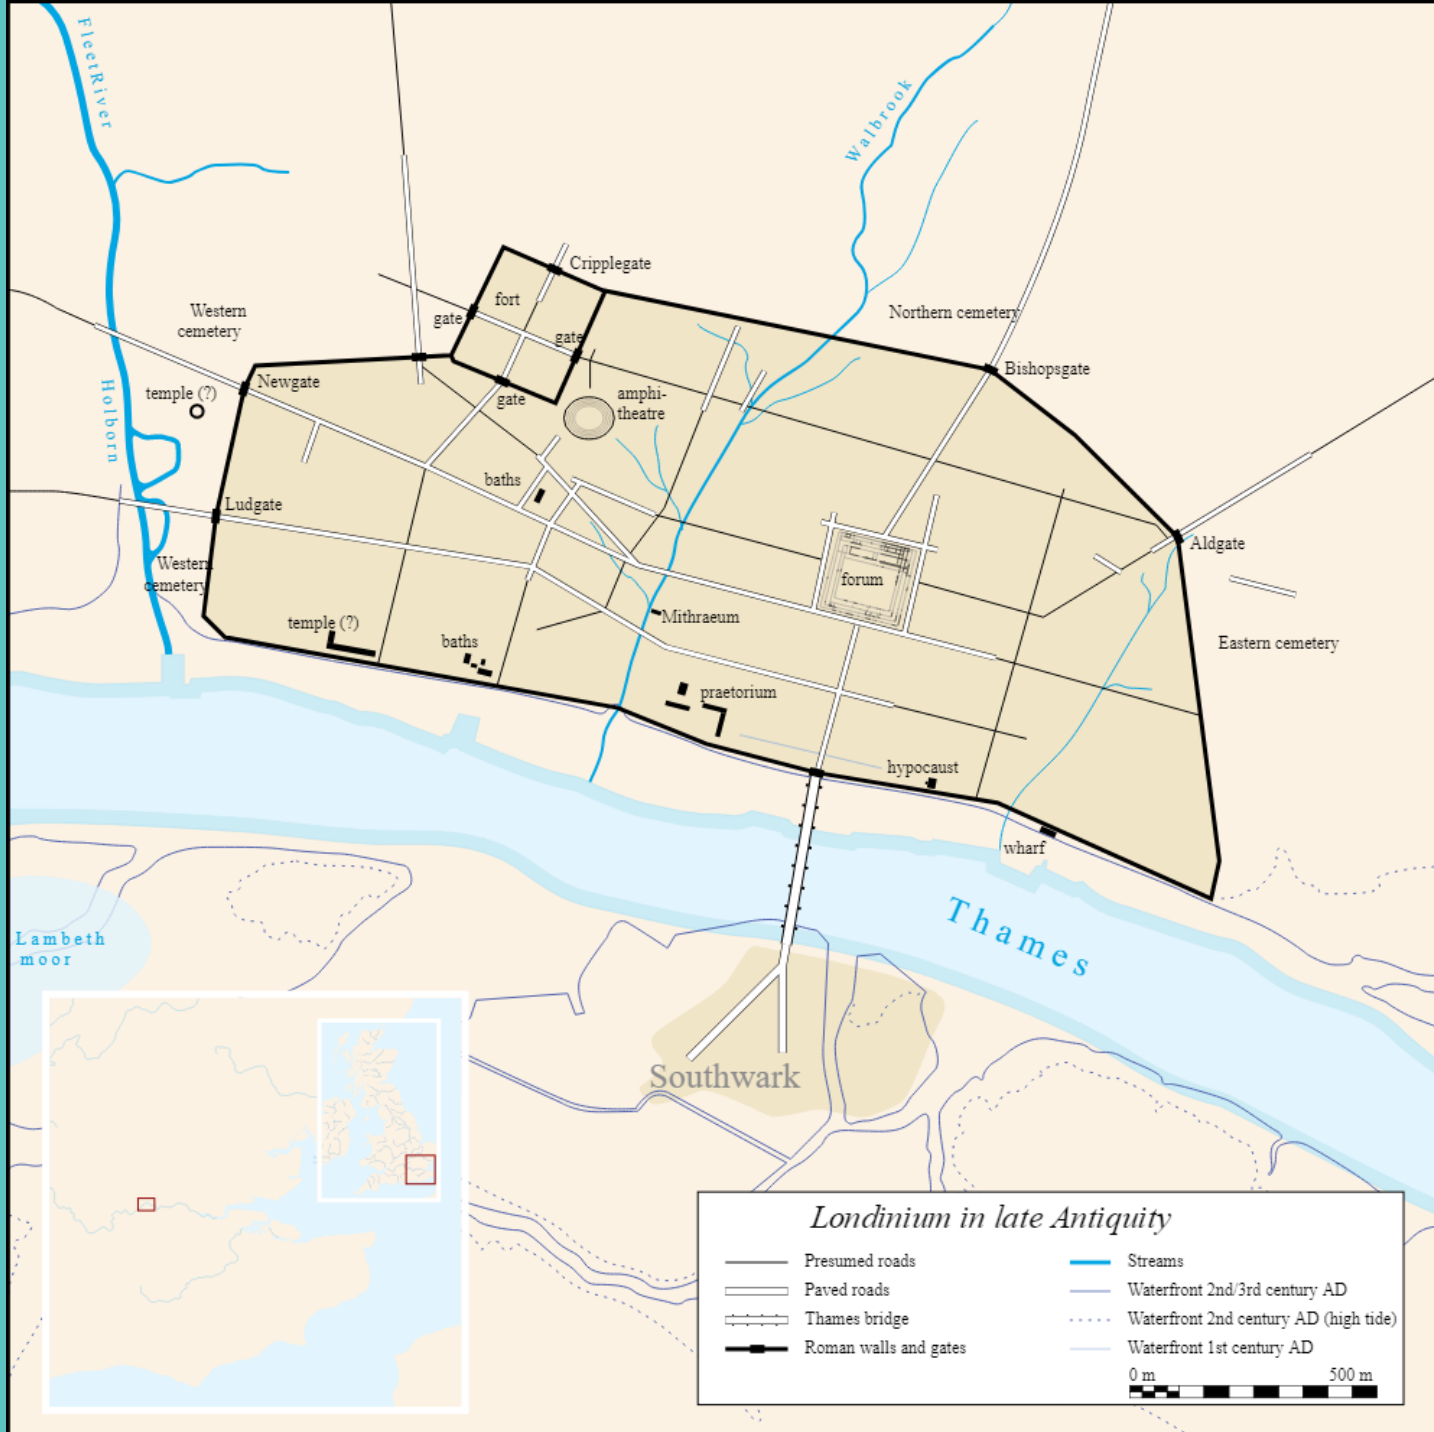 Fleet River
Walbrook
Cripplegate
fort
Western
cemetery
gate
gate
Northern cemetery
Bishopsgate
Newgate
temple (?)
gate
amphi-
theatre
Holborn
baths
Ludgate
Aldgate
Western
cemetery
forum
Mithraeum
temple (?)
baths
Eastern cemetery
praetorium
hypocaust
wharf
Thames
Lambeth
moor
Southwark
Londinium in late Antiquity
Presumed roads
Paved roads
Thames bridge
Roman walls and gates
Streams
Waterfront 2nd/3rd century AD
Waterfront 2nd century AD (high tide)
Waterfront 1st century AD
0 m 500 m